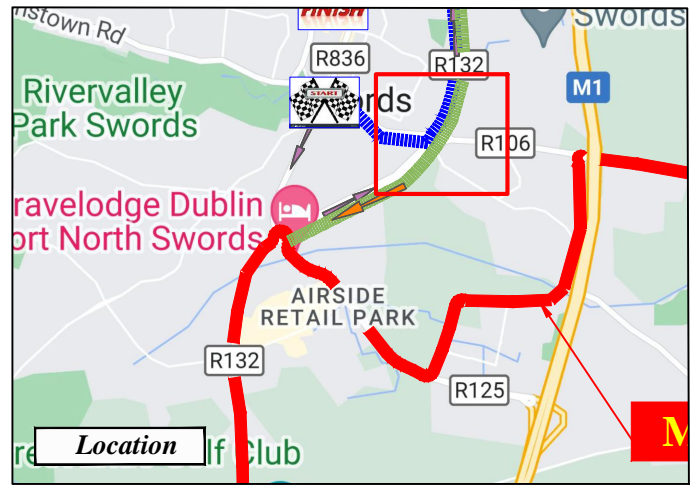 nstown Rd
FINISH
Swords
R836
R132
M1
Rivervalley
Park Swords
START
rds
R106
ravelodge Dublin
ort North Swords
AIRSIDE
RETAIL PARK
R132
R125
M
Location
re
lf Club